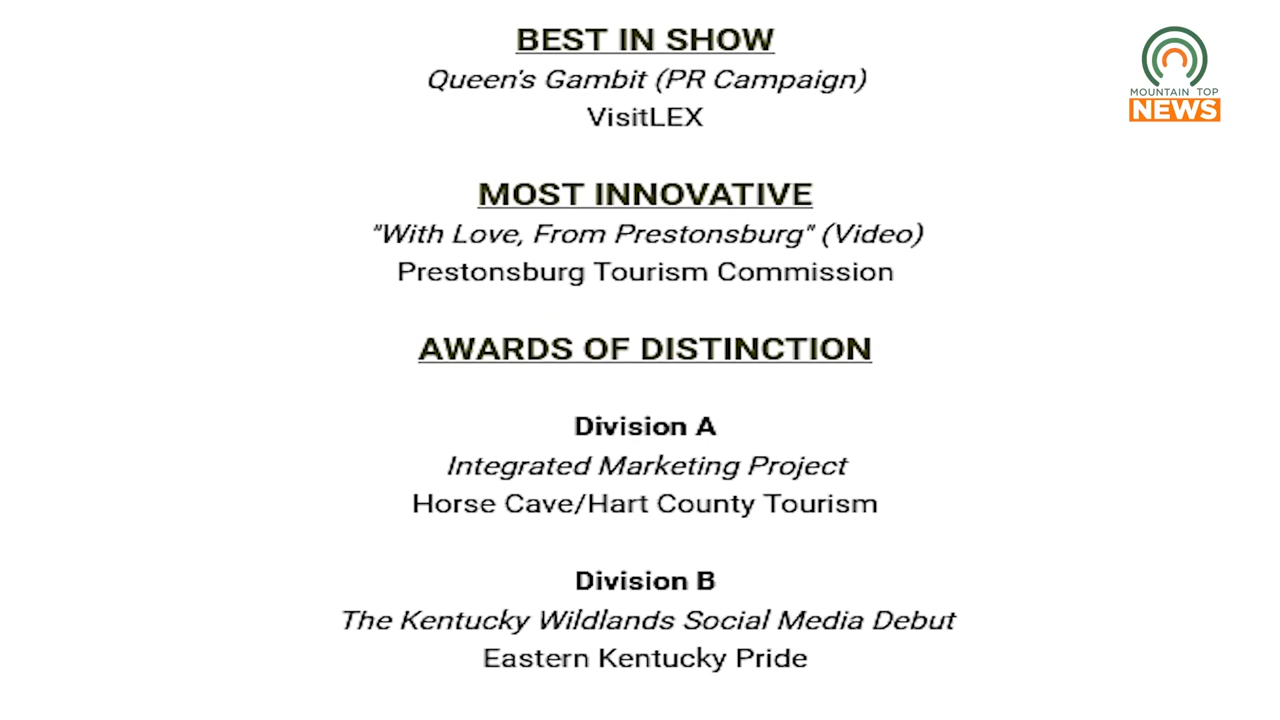 BEST IN SHOW
Queen's Gambit (PR Campaign)
VisitLEX
MOST INNOVATIVE
"With Love, From Prestonsburg" (Video)
Prestonsburg Tourism Commission
AWARDS OF DISTINCTION
Division A
Integrated Marketing Project
Horse Cave/Hart County Tourism
Division B
The Kentucky Wildlands Social Media Debut
Eastern Kentucky Pride
MOUNTAIN TOP
NEWS